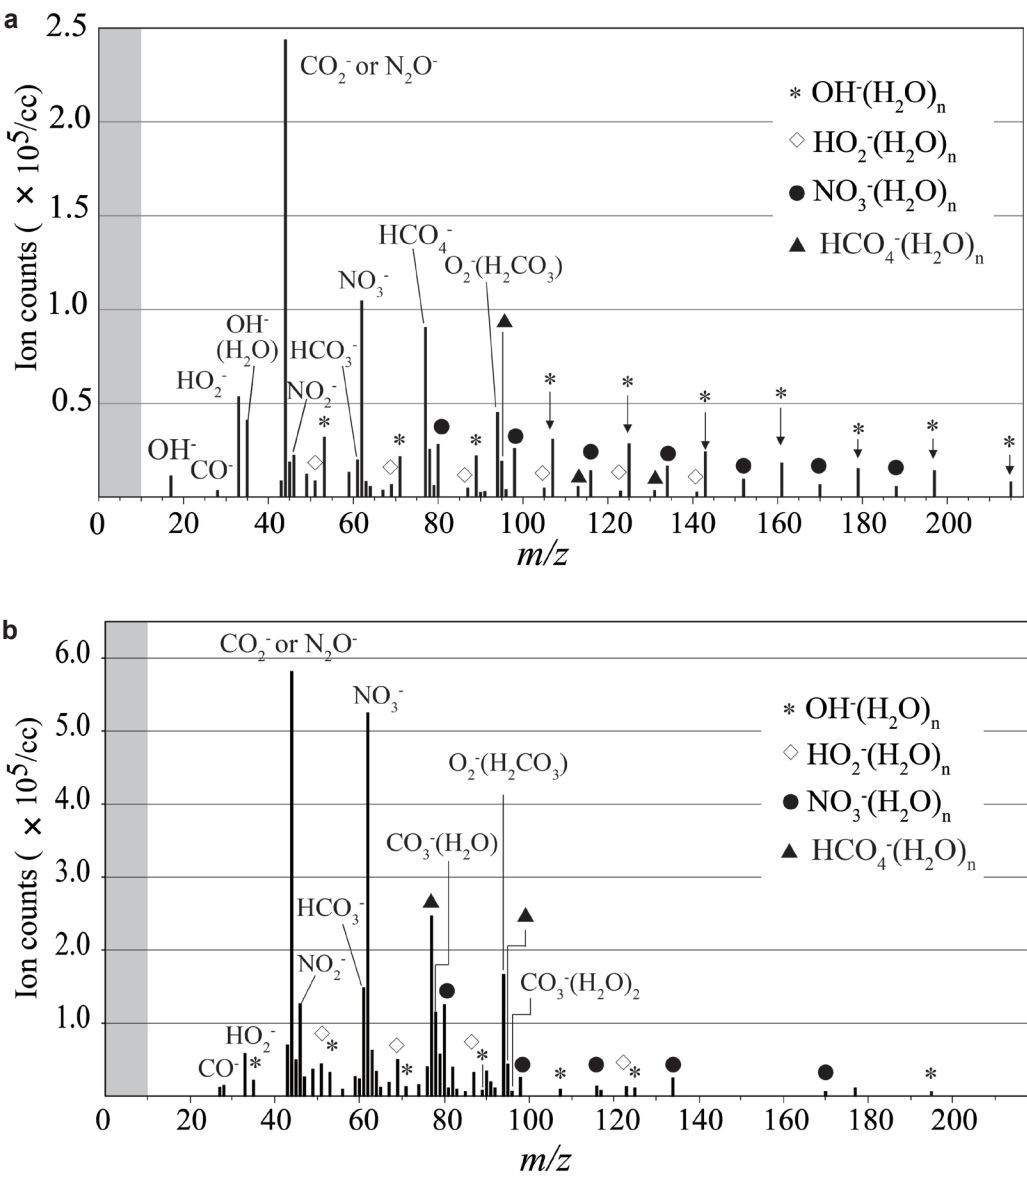 a
2.5
2.0
1.5
1.0
0.5
Ion counts ( × 10⁵/cc)
CO₂⁻ or N₂O⁻
* OH⁻(H₂O)ₙ
◇ HO₂⁻(H₂O)ₙ
● NO₃⁻(H₂O)ₙ
▲ HCO₄⁻(H₂O)ₙ
HCO₄⁻
O₂⁻(H₂CO₃)
NO₃⁻
OH⁻
(H₂O)
HCO₃⁻
HO₂⁻
NO₂⁻
OH⁻
CO⁻
0 20 40 60 80 100 120 140 160 180 200
m/z
b
6.0
5.0
4.0
3.0
2.0
1.0
Ion counts ( × 10⁵/cc)
CO₂⁻ or N₂O⁻
NO₃⁻
* OH⁻(H₂O)ₙ
◇ HO₂⁻(H₂O)ₙ
● NO₃⁻(H₂O)ₙ
▲ HCO₄⁻(H₂O)ₙ
O₂⁻(H₂CO₃)
CO₃⁻(H₂O)
HCO₃⁻
NO₂⁻
CO₃⁻(H₂O)₂
HO₂⁻
CO⁻
0 20 40 60 80 100 120 140 160 180 200
m/z